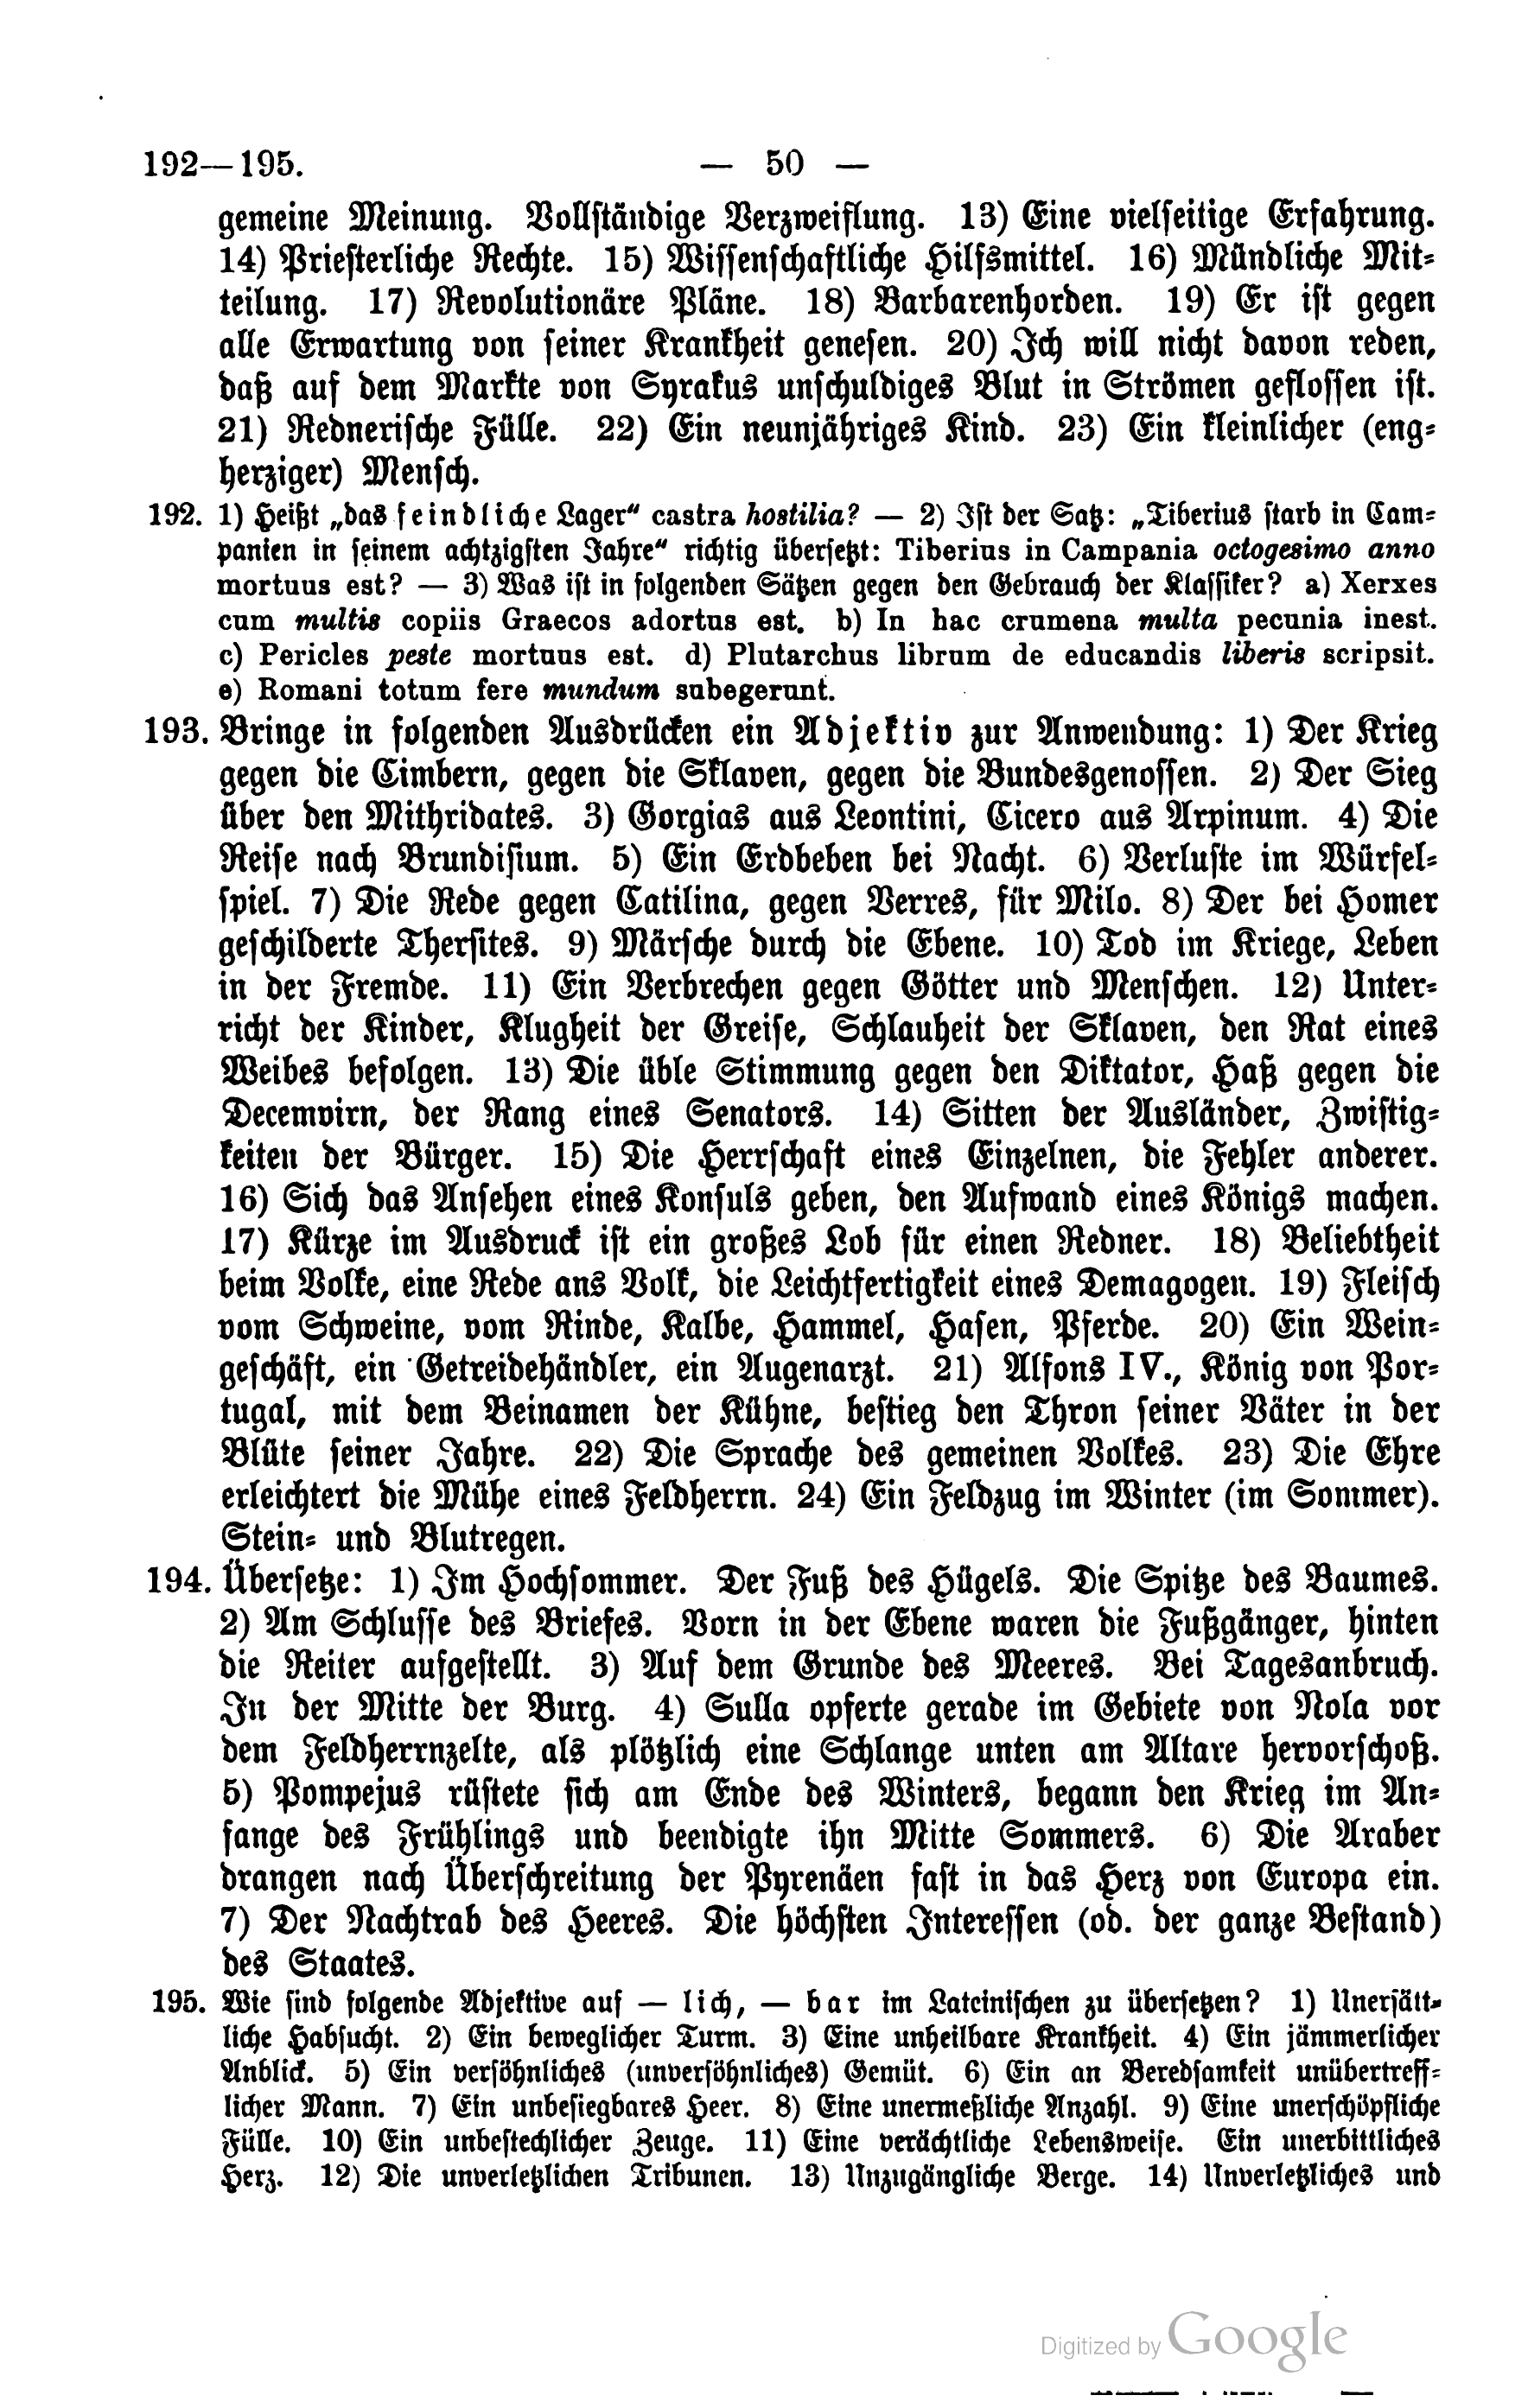 192—195. — 50 —
gemeine Meinung. Vollständige Verzweiflung. 13) Eine vielseitige Erfahrung.
14) Priesterliche Rechte. 15) Wissenschaftliche Hilfsmittel. 16) Mündliche Mit-
teilung. 17) Revolutionäre Pläne. 18) Barbarenhorden. 19) Er ist gegen
alle Erwartung von seiner Krankheit genesen. 20) Ich will nicht davon reden,
daß auf dem Markte von Syrakus unschuldiges Blut in Strömen geflossen ist.
21) Rednerische Fülle. 22) Ein neunjähriges Kind. 23) Ein kleinlicher (eng-
herziger) Mensch.
192. 1) Heißt „das feindliche Lager“ castra hostilia? — 2) Ist der Satz: „Tiberius starb in Cam-
panien in seinem achtzigsten Jahre“ richtig übersetzt: Tiberius in Campania octogesimo anno
mortuus est? — 3) Was ist in folgenden Sätzen gegen den Gebrauch der Klassiker? a) Xerxes
cum multis copiis Graecos adortus est. b) In hac crumena multa pecunia inest.
c) Pericles peste mortuus est. d) Plutarchus librum de educandis liberis scripsit.
e) Romani totum fere mundum subegerunt.
193. Bringe in folgenden Ausdrücken ein Adjektiv zur Anwendung: 1) Der Krieg
gegen die Cimbern, gegen die Sklaven, gegen die Bundesgenossen. 2) Der Sieg
über den Mithridates. 3) Gorgias aus Leontini, Cicero aus Arpinum. 4) Die
Reise nach Brundisium. 5) Ein Erdbeben bei Nacht. 6) Verluste im Würfel-
spiel. 7) Die Rede gegen Catilina, gegen Verres, für Milo. 8) Der bei Homer
geschilderte Thersites. 9) Märsche durch die Ebene. 10) Tod im Kriege, Leben
in der Fremde. 11) Ein Verbrechen gegen Götter und Menschen. 12) Unter-
richt der Kinder, Klugheit der Greise, Schlauheit der Sklaven, den Rat eines
Weibes befolgen. 13) Die üble Stimmung gegen den Diktator, Haß gegen die
Decemvirn, der Rang eines Senators. 14) Sitten der Ausländer, Zwistig-
keiten der Bürger. 15) Die Herrschaft eines Einzelnen, die Fehler anderer.
16) Sich das Ansehen eines Konsuls geben, den Aufwand eines Königs machen.
17) Kürze im Ausdruck ist ein großes Lob für einen Redner. 18) Beliebtheit
beim Volke, eine Rede ans Volk, die Leichtfertigkeit eines Demagogen. 19) Fleisch
vom Schweine, vom Rinde, Kalbe, Hammel, Hasen, Pferde. 20) Ein Wein-
geschäft, ein Getreidehändler, ein Augenarzt. 21) Alfons IV., König von Por-
tugal, mit dem Beinamen der Kühne, bestieg den Thron seiner Väter in der
Blüte seiner Jahre. 22) Die Sprache des gemeinen Volkes. 23) Die Ehre
erleichtert die Mühe eines Feldherrn. 24) Ein Feldzug im Winter (im Sommer).
Stein- und Blutregen.
194. Übersetze: 1) Im Hochsommer. Der Fuß des Hügels. Die Spitze des Baumes.
2) Am Schlusse des Briefes. Vorn in der Ebene waren die Fußgänger, hinten
die Reiter aufgestellt. 3) Auf dem Grunde des Meeres. Bei Tagesanbruch.
In der Mitte der Burg. 4) Sulla opferte gerade im Gebiete von Nola vor
dem Feldherrnzelte, als plötzlich eine Schlange unten am Altare hervorschoß.
5) Pompejus rüstete sich am Ende des Winters, begann den Krieg im An-
fange des Frühlings und beendigte ihn Mitte Sommers. 6) Die Araber
drangen nach Überschreitung der Pyrenäen fast in das Herz von Europa ein.
7) Der Nachtrab des Heeres. Die höchsten Interessen (od. der ganze Bestand)
des Staates.
195. Wie sind folgende Adjektive auf — lich, — bar im Lateinischen zu übersetzen? 1) Unersätt-
liche Habsucht. 2) Ein beweglicher Turm. 3) Eine unheilbare Krankheit. 4) Ein jämmerlicher
Anblick. 5) Ein versöhnliches (unversöhnliches) Gemüt. 6) Ein an Beredsamkeit unübertreff-
licher Mann. 7) Ein unbesiegbares Heer. 8) Eine unermeßliche Anzahl. 9) Eine unerschöpfliche
Fülle. 10) Ein unbestechlicher Zeuge. 11) Eine verächtliche Lebensweise. Ein unerbittliches
Herz. 12) Die unverletzlichen Tribunen. 13) Unzugängliche Berge. 14) Unverletzliches und
Digitized by Google